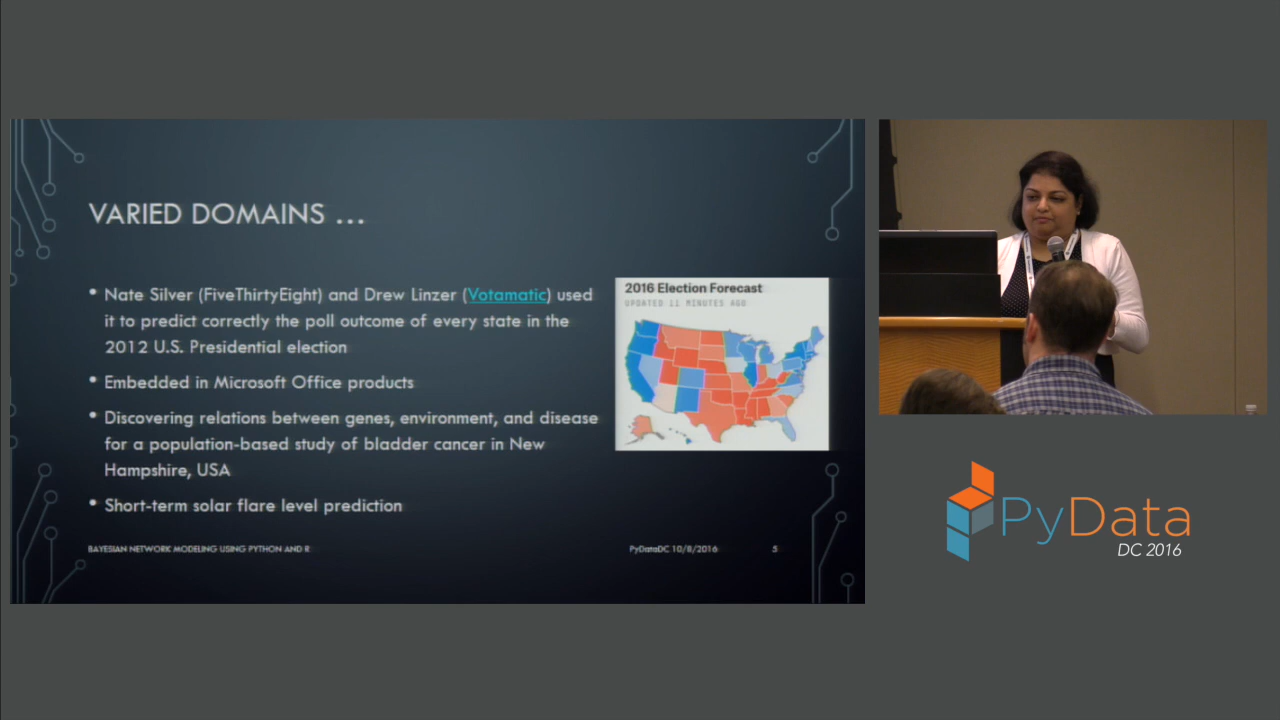 VARIED DOMAINS ...
• Nate Silver (FiveThirtyEight) and Drew Linzer (Votamatic) used
it to predict correctly the poll outcome of every state in the
2012 U.S. Presidential election
• Embedded in Microsoft Office products
• Discovering relations between genes, environment, and disease
for a population-based study of bladder cancer in New
Hampshire, USA
• Short-term solar flare level prediction
2016 Election Forecast
UPDATED 11 MINUTES AGO
BAYESIAN NETWORK MODELING USING PYTHON AND R
PyDataDC 10/8/2016
5
PyData
DC 2016